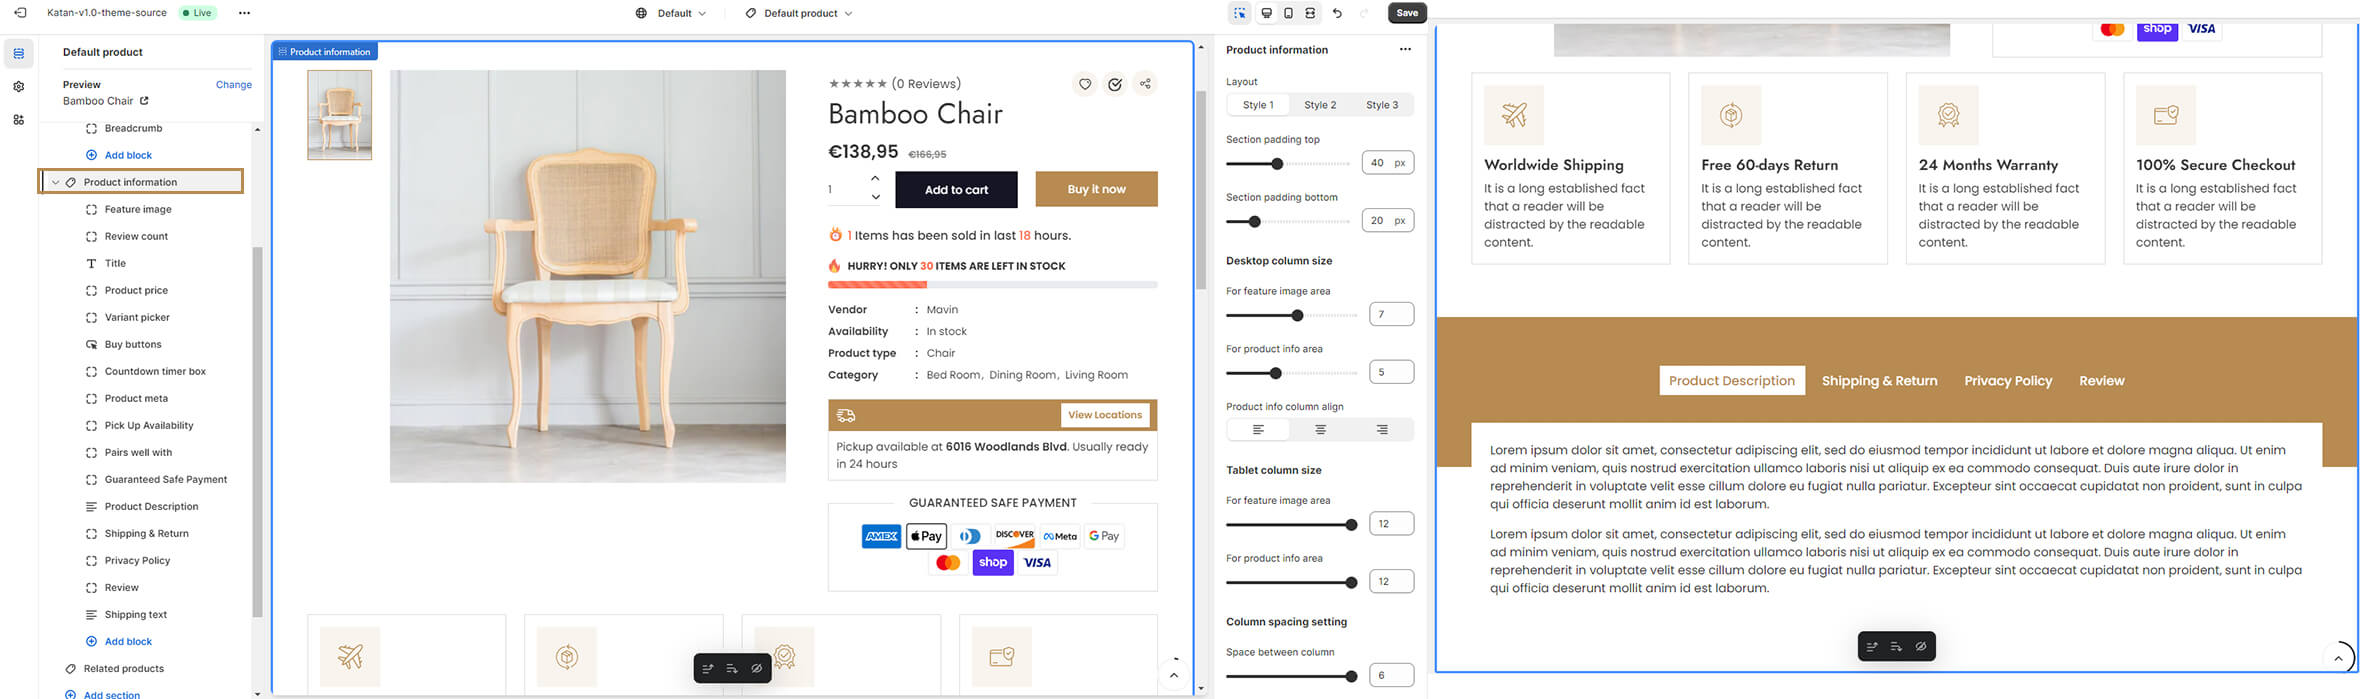 Katan-v1.0-theme-source
Live
Default
Default product
Save
Default product
Preview
Change
Bamboo Chair
Breadcrumb
Add block
Product information
Feature image
Review count
Title
Product price
Variant picker
Buy buttons
Countdown timer box
Product meta
Pick Up Availability
Pairs well with
Guaranteed Safe Payment
Product Description
Shipping & Return
Privacy Policy
Review
Shipping text
Add block
Related products
Add section
Product information
★★★★★ (0 Reviews)
Bamboo Chair
€138,95 €166,95
1
Add to cart
Buy it now
1 Items has been sold in last 18 hours.
HURRY! ONLY 30 ITEMS ARE LEFT IN STOCK
Vendor : Mavin
Availability : In stock
Product type : Chair
Category : Bed Room, Dining Room, Living Room
View Locations
Pickup available at 6016 Woodlands Blvd. Usually ready
in 24 hours
GUARANTEED SAFE PAYMENT
AMEX
Pay
DISCOVER
Meta
G Pay
shop
VISA
Product information
Layout
Style 1 Style 2 Style 3
Section padding top
40 px
Section padding bottom
20 px
Desktop column size
For feature image area
7
For product info area
5
Product info column align
Tablet column size
For feature image area
12
For product info area
12
Column spacing setting
Space between column
6
shop
VISA
Worldwide Shipping
It is a long established fact
that a reader will be
distracted by the readable
content.
Free 60-days Return
It is a long established fact
that a reader will be
distracted by the readable
content.
24 Months Warranty
It is a long established fact
that a reader will be
distracted by the readable
content.
100% Secure Checkout
It is a long established fact
that a reader will be
distracted by the readable
content.
Product Description Shipping & Return Privacy Policy Review
Lorem ipsum dolor sit amet, consectetur adipiscing elit, sed do eiusmod tempor incididunt ut labore et dolore magna aliqua. Ut enim
ad minim veniam, quis nostrud exercitation ullamco laboris nisi ut aliquip ex ea commodo consequat. Duis aute irure dolor in
reprehenderit in voluptate velit esse cillum dolore eu fugiat nulla pariatur. Excepteur sint occaecat cupidatat non proident, sunt in culpa
qui officia deserunt mollit anim id est laborum.
Lorem ipsum dolor sit amet, consectetur adipiscing elit, sed do eiusmod tempor incididunt ut labore et dolore magna aliqua. Ut enim
ad minim veniam, quis nostrud exercitation ullamco laboris nisi ut aliquip ex ea commodo consequat. Duis aute irure dolor in
reprehenderit in voluptate velit esse cillum dolore eu fugiat nulla pariatur. Excepteur sint occaecat cupidatat non proident, sunt in culpa
qui officia deserunt mollit anim id est laborum.